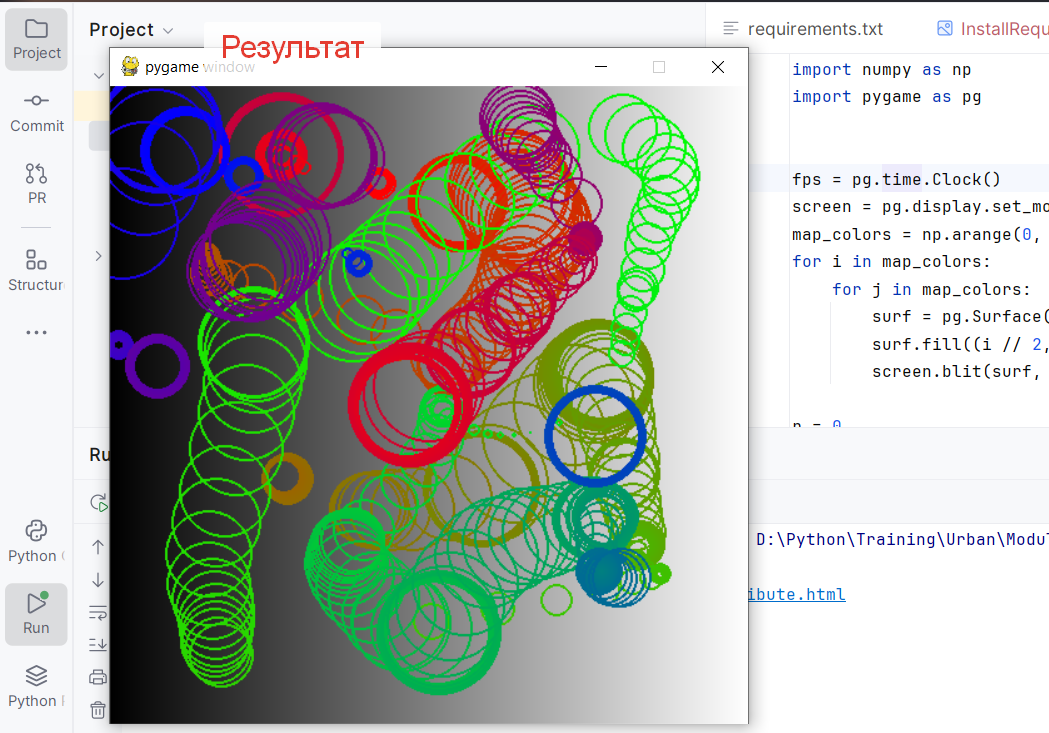 Project
requirements.txt
InstallRequ
Результат
pygame window
Project
Commit
PR
Structur
import numpy as np
import pygame as pg
fps = pg.time.Clock()
screen = pg.display.set_mo
map_colors = np.arange(0,
for i in map_colors:
for j in map_colors:
surf = pg.Surface(
surf.fill((i // 2,
screen.blit(surf,
Ru
Python
D:\Python\Training\Urban\Modul
ibute.html
Run
Python